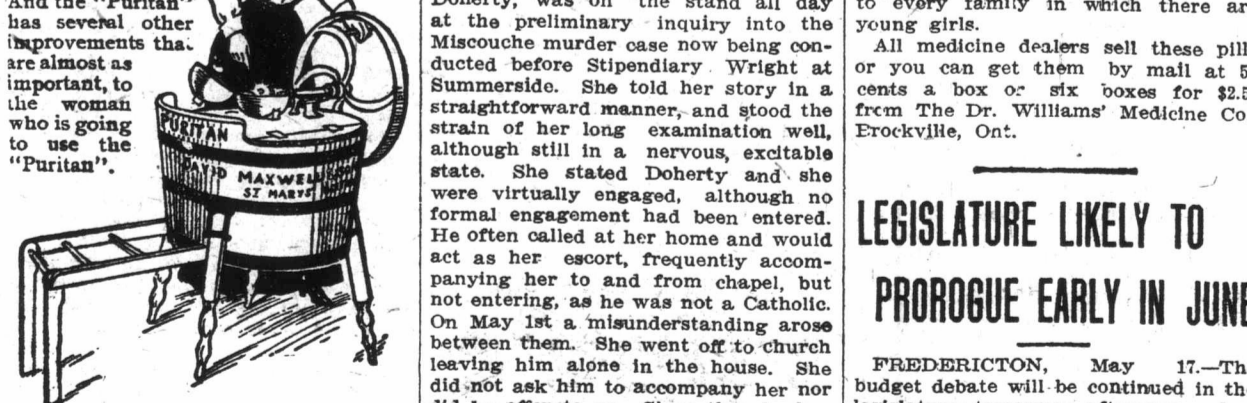 And the "Puritan"
has several other
improvements that
are almost as
important, to
the woman
who is going
to use the
"Puritan".
PURITAN
DAVID MAXWELL
ST MARYS
Doherty, was on the stand all day
at the preliminary inquiry into the
Miscouche murder case now being con-
ducted before Stipendiary Wright at
Summerside. She told her story in a
straightforward manner, and stood the
strain of her long examination well,
although still in a nervous, excitable
state. She stated Doherty and she
were virtually engaged, although no
formal engagement had been entered.
He often called at her home and would
act as her escort, frequently accom-
panying her to and from chapel, but
not entering, as he was not a Catholic.
On May 1st a misunderstanding arose
between them. She went off to church
leaving him alone in the house. She
did not ask him to accompany her nor
to every family in which there ar
young girls.
All medicine dealers sell these pill
or you can get them by mail at 5
cents a box or six boxes for $2.5
from The Dr. Williams' Medicine Co
Brockville, Ont.
LEGISLATURE LIKELY TO
PROROGUE EARLY IN JUNE
FREDERICTON, May 17.—Th
budget debate will be continued in th